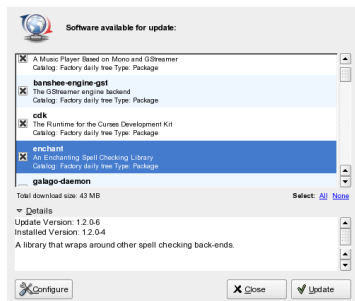 Software available for update:
A Music Player Based on Mono and GStreamer
Catalog: Factory daily tree Type: Package
banshee-engine-gst
The GStreamer engine backend
Catalog: Factory daily tree Type: Package
cdk
The Runtime for the Curses Development Kit
Catalog: Factory daily tree Type: Package
enchant
An Enchanting Spell Checking Library
Catalog: Factory daily tree Type: Package
galago-daemon
Total download size: 43 MB
Select: All None
Details
Update Version: 1.2.0-6
Installed Version: 1.2.0-4
A library that wraps around other spell checking back-ends.
Configure
Close
Update